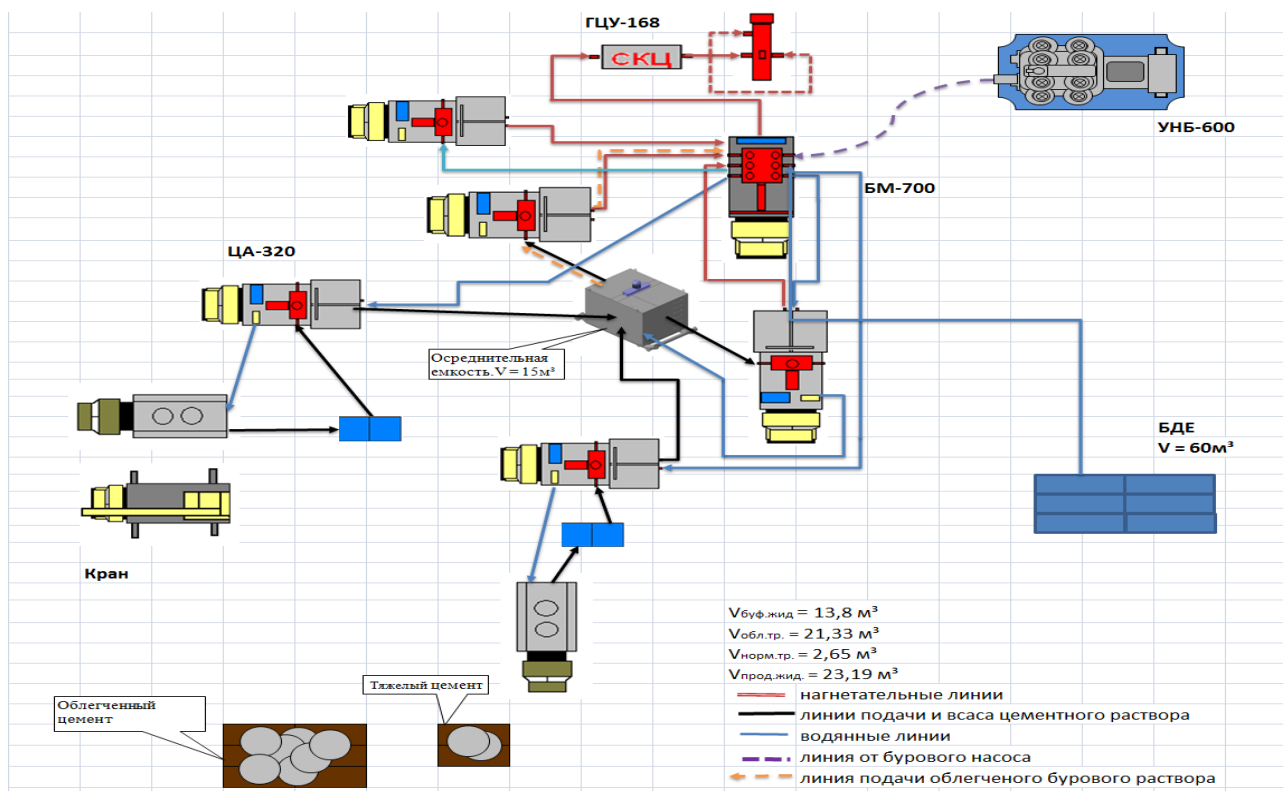 ГЦУ-168
СКЦ
УНБ-600
БМ-700
ЦА-320
Осреднительная
емкость.V = 15м³
БДЕ
V = 60м³
Кран
Vбуф.жид = 13,8 м³
Vобл.тр. = 21,33 м³
Vнорм.тр. = 2,65 м³
Vпрод.жид. = 23,19 м³
нагнетательные линии
линии подачи и всаса цементного раствора
водянные линии
линия от бурового насоса
линия подачи облегченого бурового раствора
Тяжелый цемент
Облегченный
цемент